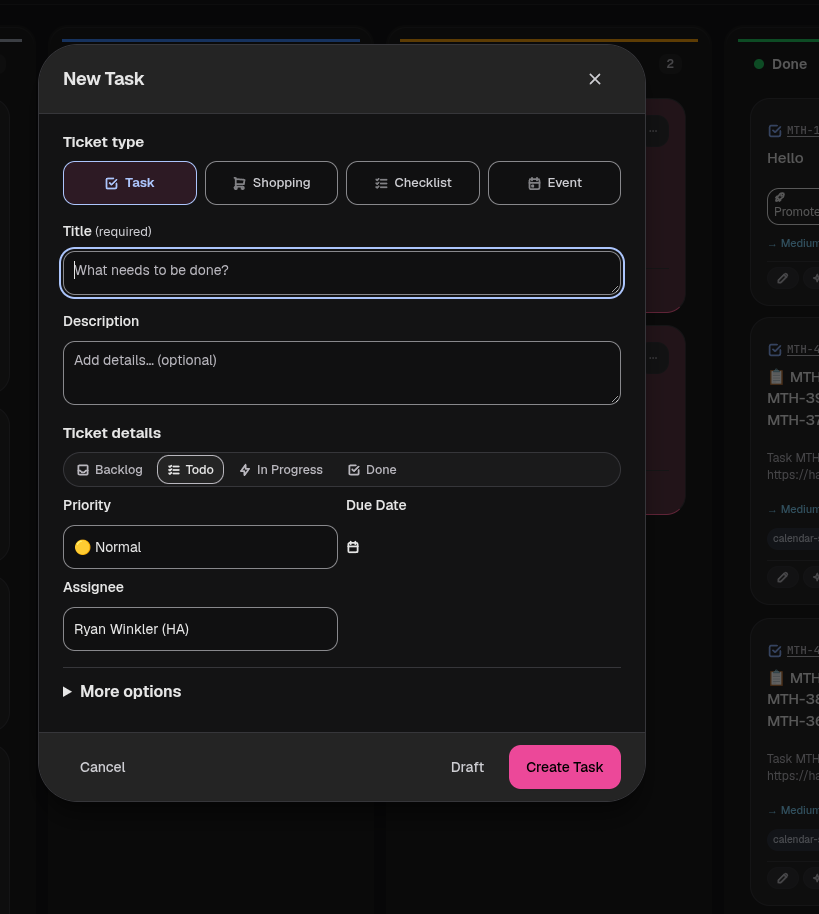 2
Done
New Task
Ticket type
Task
Shopping
Checklist
Event
Title (required)
What needs to be done?
Description
Add details... (optional)
Ticket details
Backlog
Todo
In Progress
Done
Priority
Due Date
🟡 Normal
Assignee
Ryan Winkler (HA)
More options
Cancel
Draft
Create Task
MTH-1
Hello
Promote
→ Medium
MTH-4
📋 MTH
MTH-39
MTH-37
Task MTH
https://ha
→ Medium
calendar-s
MTH-4
📋 MTH
MTH-38
MTH-36
Task MTH
https://ha
→ Medium
calendar-s